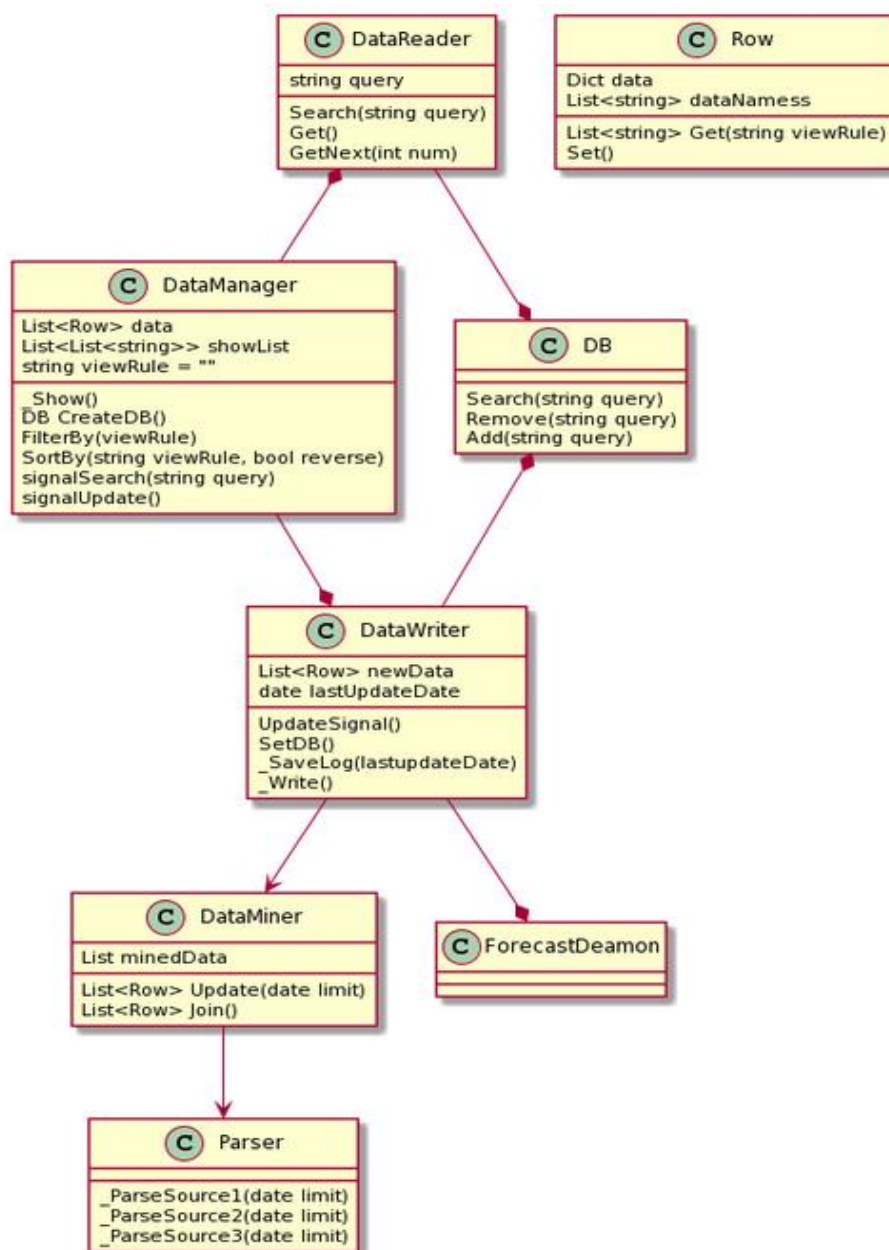 C DataReader
string query
Search(string query)
Get()
GetNext(int num)
C Row
Dict data
List<string> dataNamess
List<string> Get(string viewRule)
Set()
C DataManager
List<Row> data
List<List<string>> showList
string viewRule = ""
_Show()
DB CreateDB()
FilterBy(viewRule)
SortBy(string viewRule, bool reverse)
signalSearch(string query)
signalUpdate()
C DB
Search(string query)
Remove(string query)
Add(string query)
C DataWriter
List<Row> newData
date lastUpdateDate
UpdateSignal()
SetDB()
_SaveLog(lastupdateDate)
_Write()
C DataMiner
List minedData
List<Row> Update(date limit)
List<Row> Join()
C ForecastDeamon
C Parser
_ParseSource1(date limit)
_ParseSource2(date limit)
_ParseSource3(date limit)